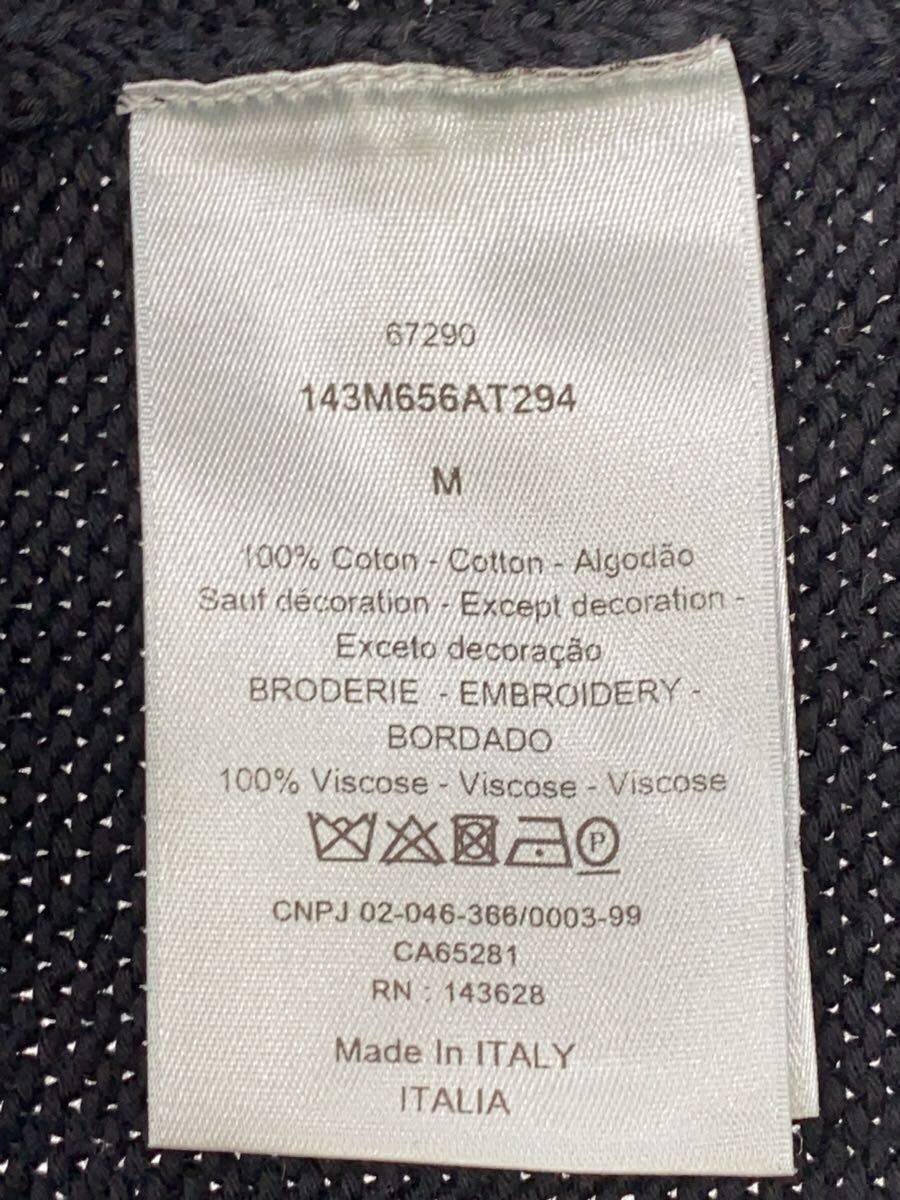 67290
143M656AT294
M
100% Coton - Cotton - Algodão
Sauf décoration - Except decoration -
Exceto decoração
BRODERIE - EMBROIDERY -
BORDADO
100% Viscose - Viscose - Viscose
P
CNPJ 02-046-366/0003-99
CA65281
RN : 143628
Made In ITALY
ITALIA